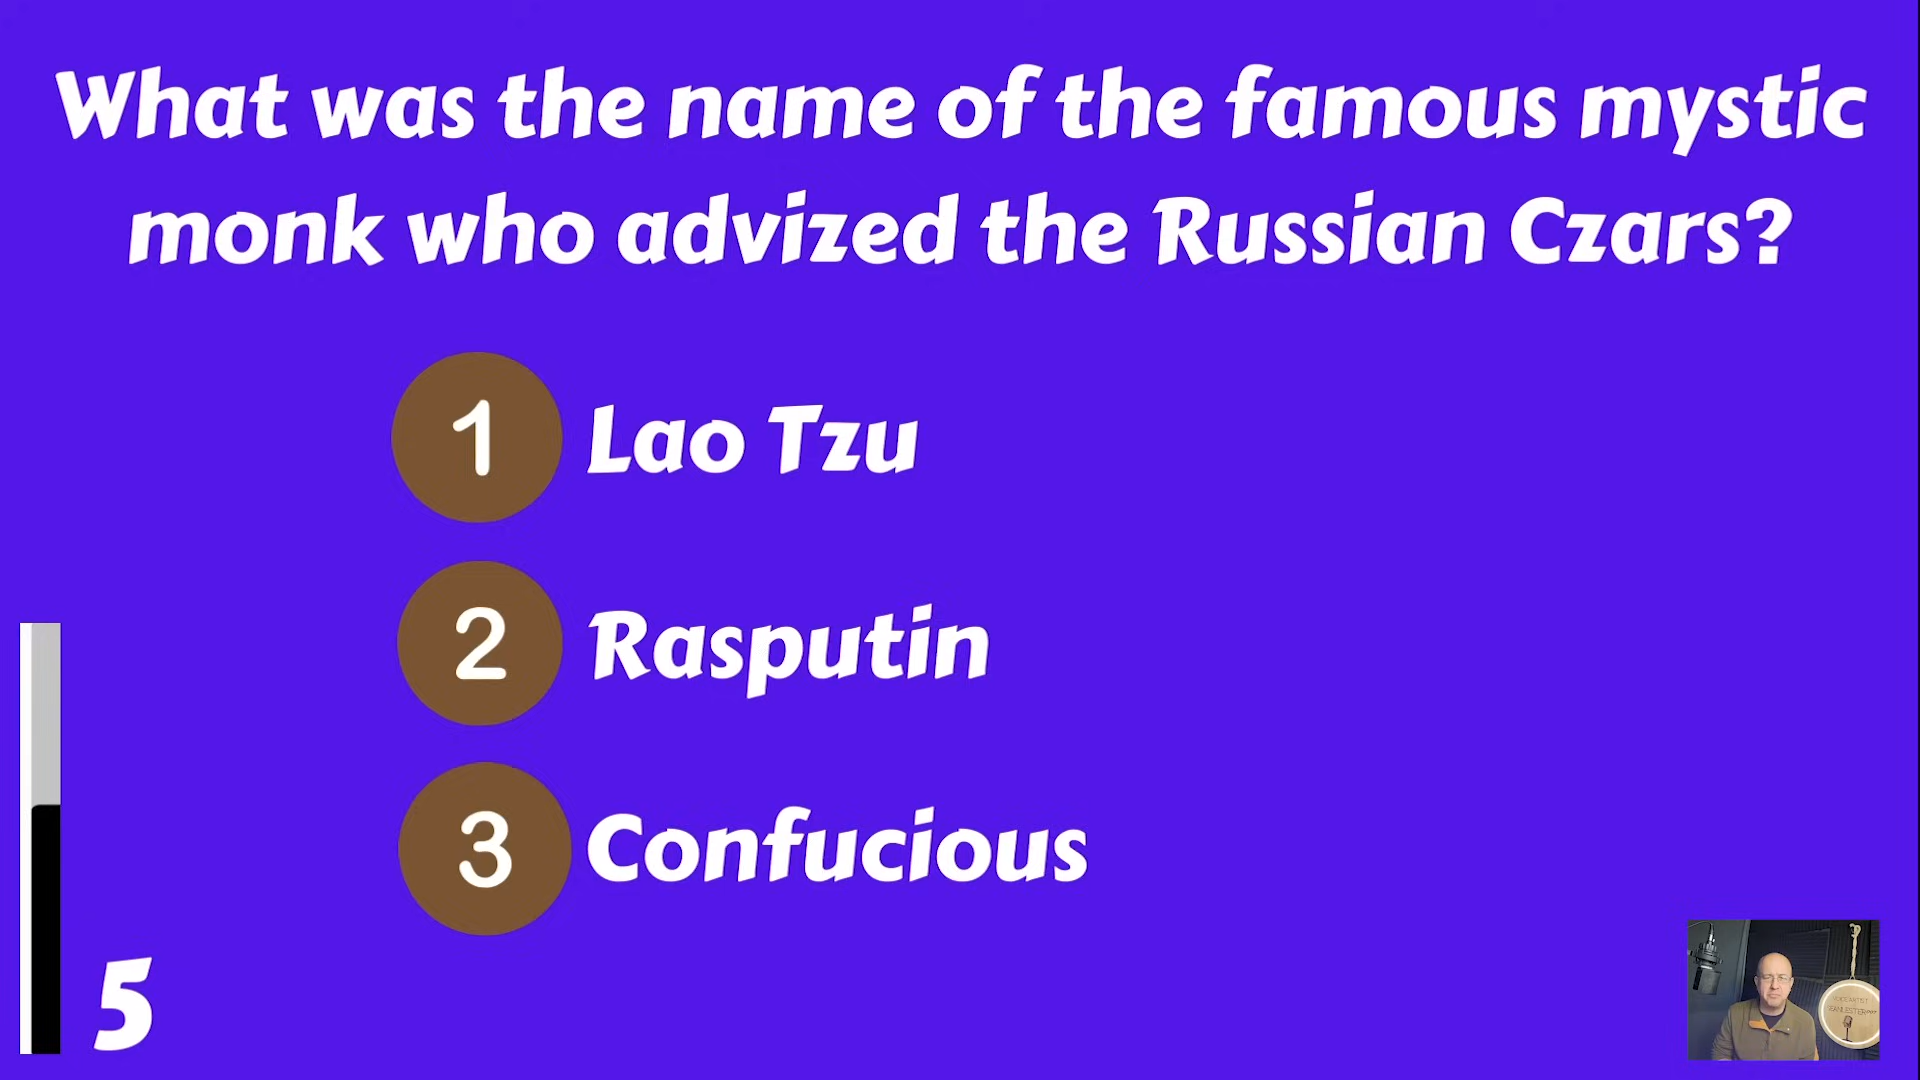 What was the name of the famous mystic
monk who advized the Russian Czars?
1 Lao Tzu
2 Rasputin
3 Confucious
5